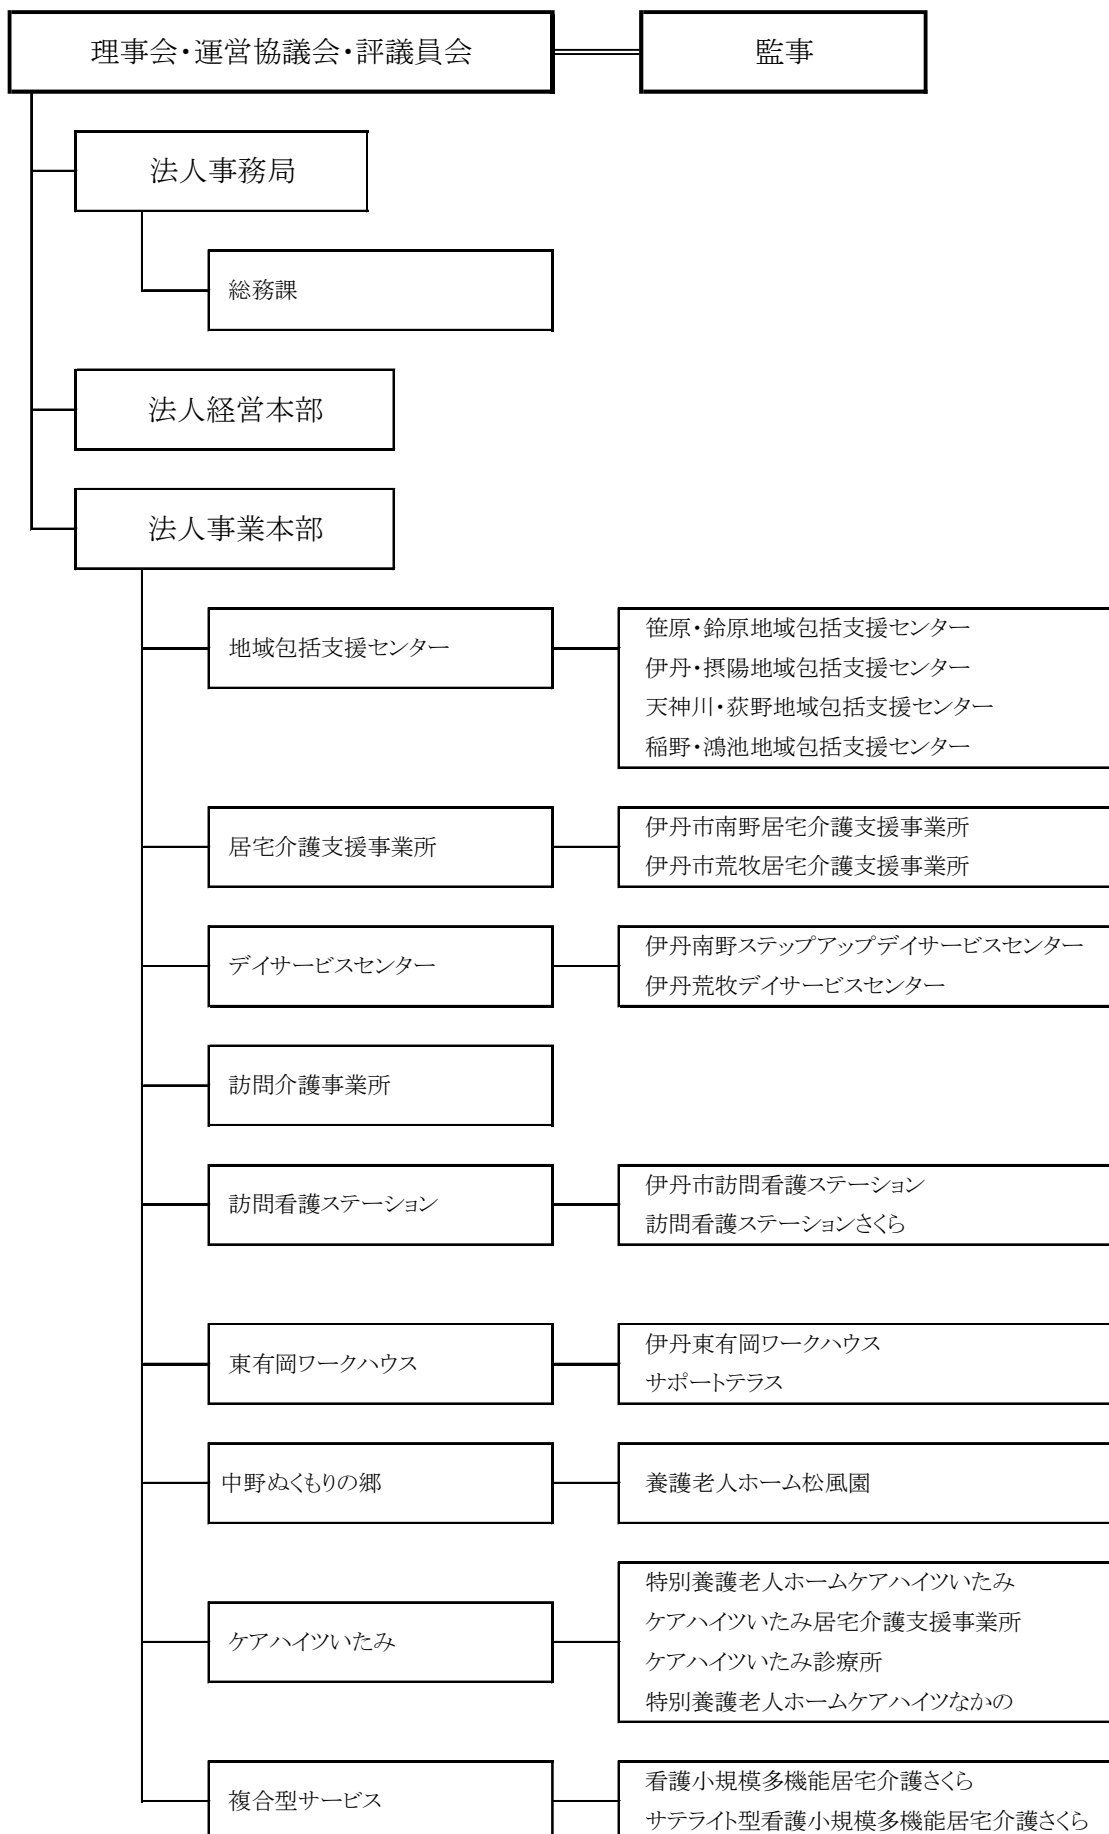 理事会・運営協議会・評議員会
監事
法人事務局
総務課
法人経営本部
法人事業本部
地域包括支援センター
笹原・鈴原地域包括支援センター
伊丹・摂陽地域包括支援センター
天神川・荻野地域包括支援センター
稲野・鴻池地域包括支援センター
居宅介護支援事業所
伊丹市南野居宅介護支援事業所
伊丹市荒牧居宅介護支援事業所
デイサービスセンター
伊丹南野ステップアップデイサービスセンター
伊丹荒牧デイサービスセンター
訪問介護事業所
訪問看護ステーション
伊丹市訪問看護ステーション
訪問看護ステーションさくら
東有岡ワークハウス
伊丹東有岡ワークハウス
サポートテラス
中野ぬくもりの郷
養護老人ホーム松風園
ケアハイツいたみ
特別養護老人ホームケアハイツいたみ
ケアハイツいたみ居宅介護支援事業所
ケアハイツいたみ診療所
特別養護老人ホームケアハイツなかの
複合型サービス
看護小規模多機能居宅介護さくら
サテライト型看護小規模多機能居宅介護さくら